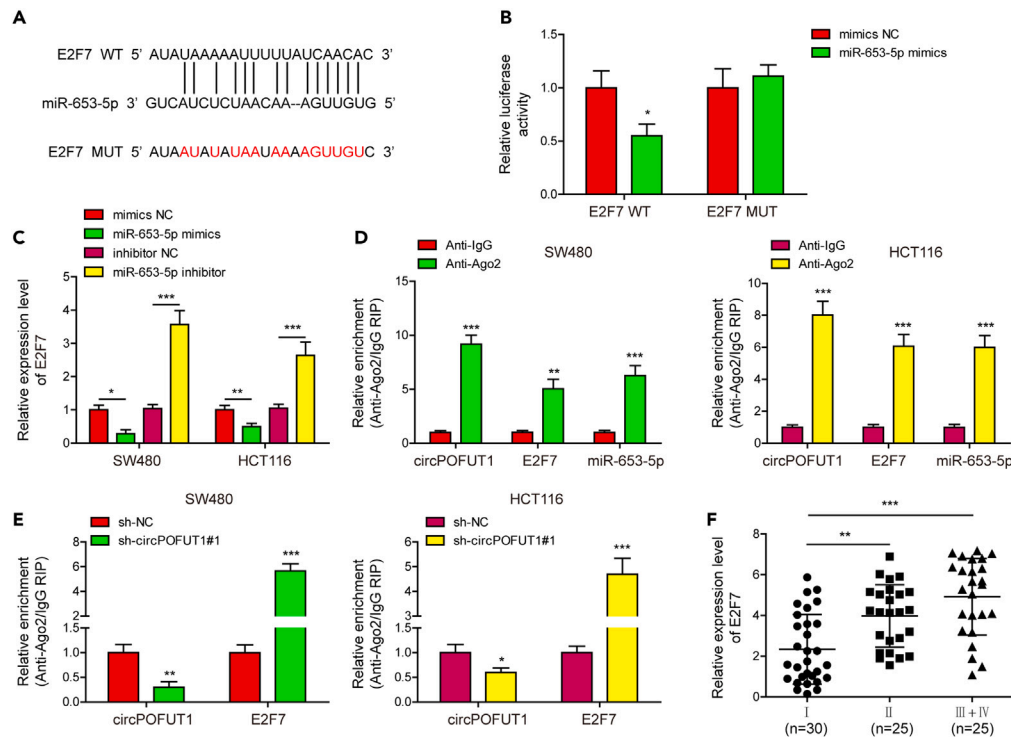 A
E2F7 WT 5' AUAUAAAAAUUUUUAUCAACAC 3'
miR-653-5p 3' GUCAUCUCUAACAA--AGUUGUG 5'
E2F7 MUT 5' AUAAUAUAUAAUAAAAGUUGUC 3'
B
mimics NC
miR-653-5p mimics
Relative luciferase
activity
1.5
1.0
0.5
0.0
*
E2F7 WT
E2F7 MUT
C
mimics NC
miR-653-5p mimics
inhibitor NC
miR-653-5p inhibitor
Relative expression level
of E2F7
5
4
3
2
1
0
*
***
**
***
SW480
HCT116
D
Anti-IgG
Anti-Ago2
SW480
Relative enrichment
(Anti-Ago2/IgG RIP)
15
10
5
0
***
**
***
circPOFUT1
E2F7
miR-653-5p
Anti-IgG
Anti-Ago2
HCT116
Relative enrichment
(Anti-Ago2/IgG RIP)
10
8
6
4
2
0
***
***
***
circPOFUT1
E2F7
miR-653-5p
E
SW480
sh-NC
sh-circPOFUT1#1
Relative enrichment
(Anti-Ago2/IgG RIP)
8
6
4
2
1.0
0.5
0.0
**
***
circPOFUT1
E2F7
HCT116
sh-NC
sh-circPOFUT1#1
Relative enrichment
(Anti-Ago2/IgG RIP)
6
5
4
3
1.0
0.5
0.0
*
***
circPOFUT1
E2F7
F
Relative expression level
of E2F7
8
6
4
2
0
***
**
I
II
III + IV
(n=30)
(n=25)
(n=25)